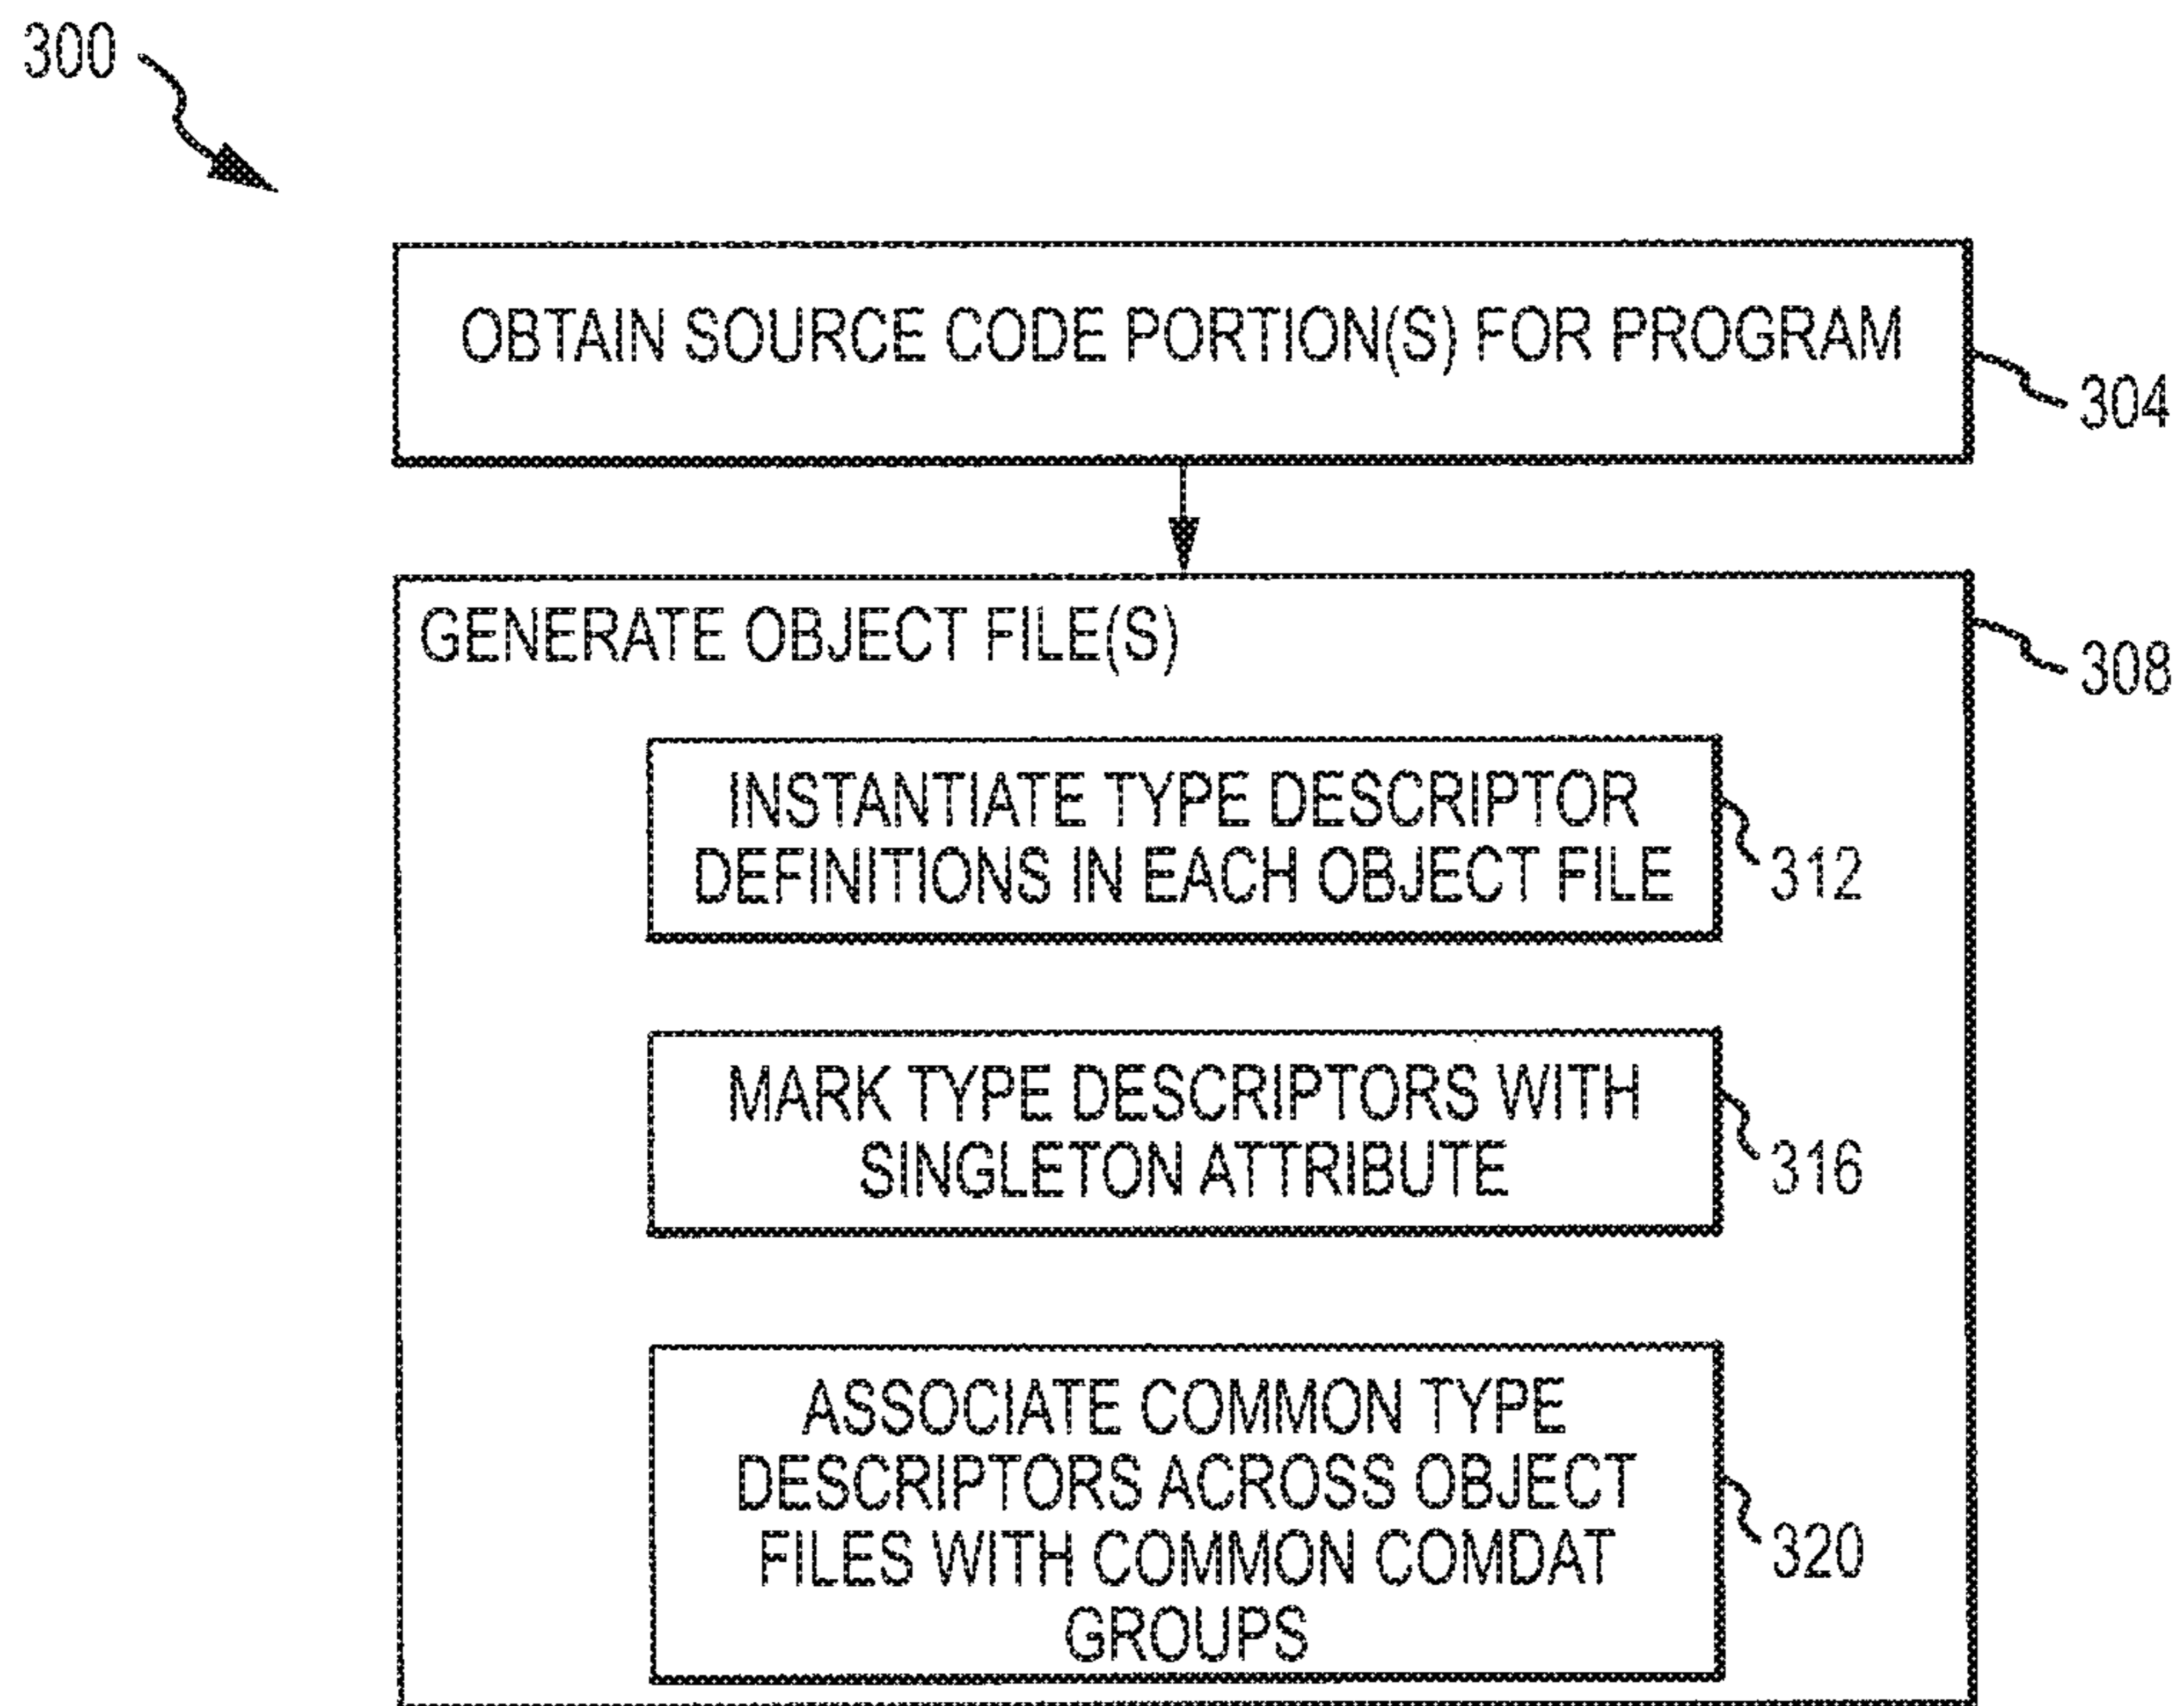 300
OBTAIN SOURCE CODE PORTION(S) FOR PROGRAM
304
GENERATE OBJECT FILE(S)
308
INSTANTIATE TYPE DESCRIPTOR
DEFINITIONS IN EACH OBJECT FILE
312
MARK TYPE DESCRIPTORS WITH
SINGLETON ATTRIBUTE
316
ASSOCIATE COMMON TYPE
DESCRIPTORS ACROSS OBJECT
FILES WITH COMMON COMDAT
GROUPS
320